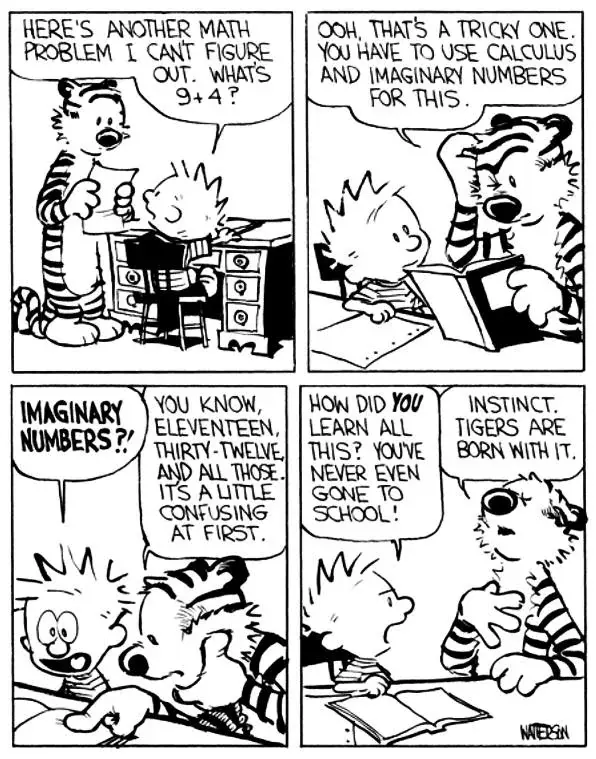 HERE'S ANOTHER MATH
PROBLEM I CAN'T FIGURE
OUT. WHAT'S
9+4?
OOH, THAT'S A TRICKY ONE.
YOU HAVE TO USE CALCULUS
AND IMAGINARY NUMBERS
FOR THIS.
IMAGINARY
NUMBERS?!
YOU KNOW,
ELEVENTEEN,
THIRTY-TWELVE,
AND ALL THOSE.
IT'S A LITTLE
CONFUSING
AT FIRST.
HOW DID YOU
LEARN ALL
THIS? YOU'VE
NEVER EVEN
GONE TO
SCHOOL!
INSTINCT.
TIGERS ARE
BORN WITH IT.
WATTERSON